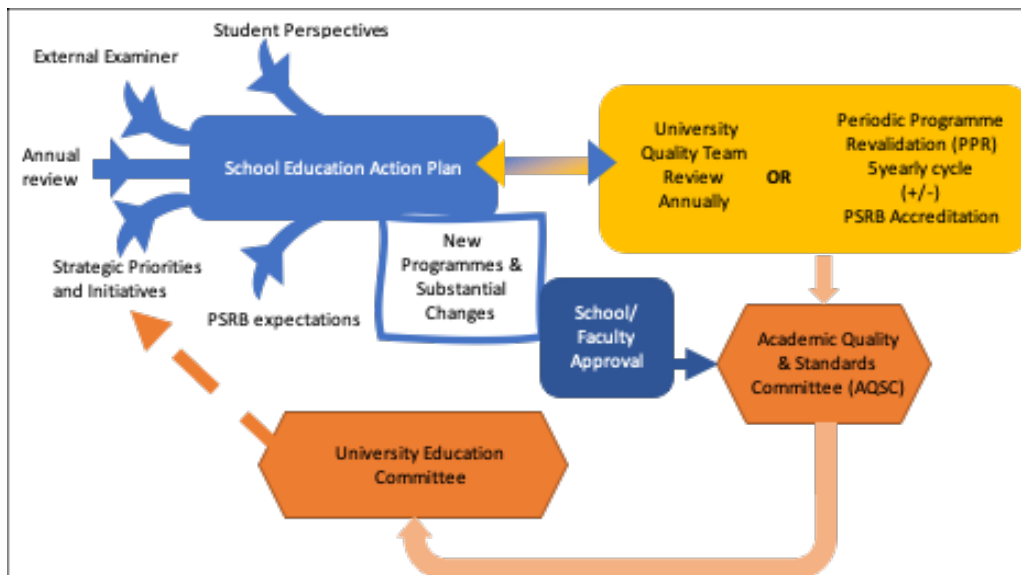 Student Perspectives
External Examiner
Annual
review
School Education Action Plan
Strategic Priorities
and Initiatives
PSRB expectations
New
Programmes &
Substantial
Changes
School/
Faculty
Approval
University
Quality Team
Review
Annually
OR
Periodic Programme
Revalidation (PPR)
5yearly cycle
(+/-)
PSRB Accreditation
Academic Quality
& Standards
Committee (AQSC)
University Education
Committee